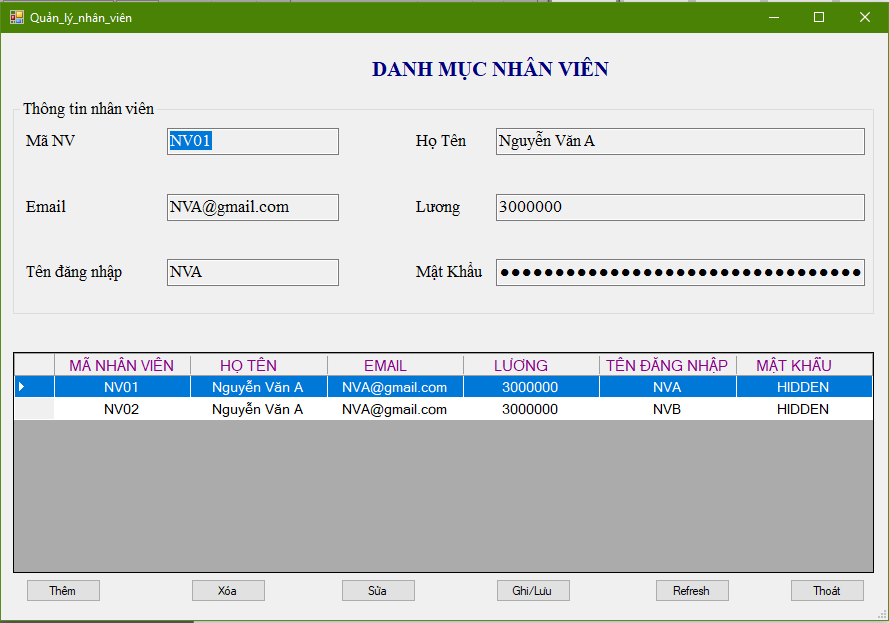 Quản_lý_nhân_viên
DANH MỤC NHÂN VIÊN
Thông tin nhân viên
Mã NV NV01 Họ Tên Nguyễn Văn A
Email NVA@gmail.com Lương 3000000
Tên đăng nhập NVA Mật Khẩu ●●●●●●●●●●●●●●●●●●●●●●●●●●●●●●●●●
MÃ NHÂN VIÊN HỌ TÊN EMAIL LƯƠNG TÊN ĐĂNG NHẬP MẬT KHẨU
NV01 Nguyễn Văn A NVA@gmail.com 3000000 NVA HIDDEN
NV02 Nguyễn Văn A NVA@gmail.com 3000000 NVB HIDDEN
Thêm Xóa Sửa Ghi/Lưu Refresh Thoát